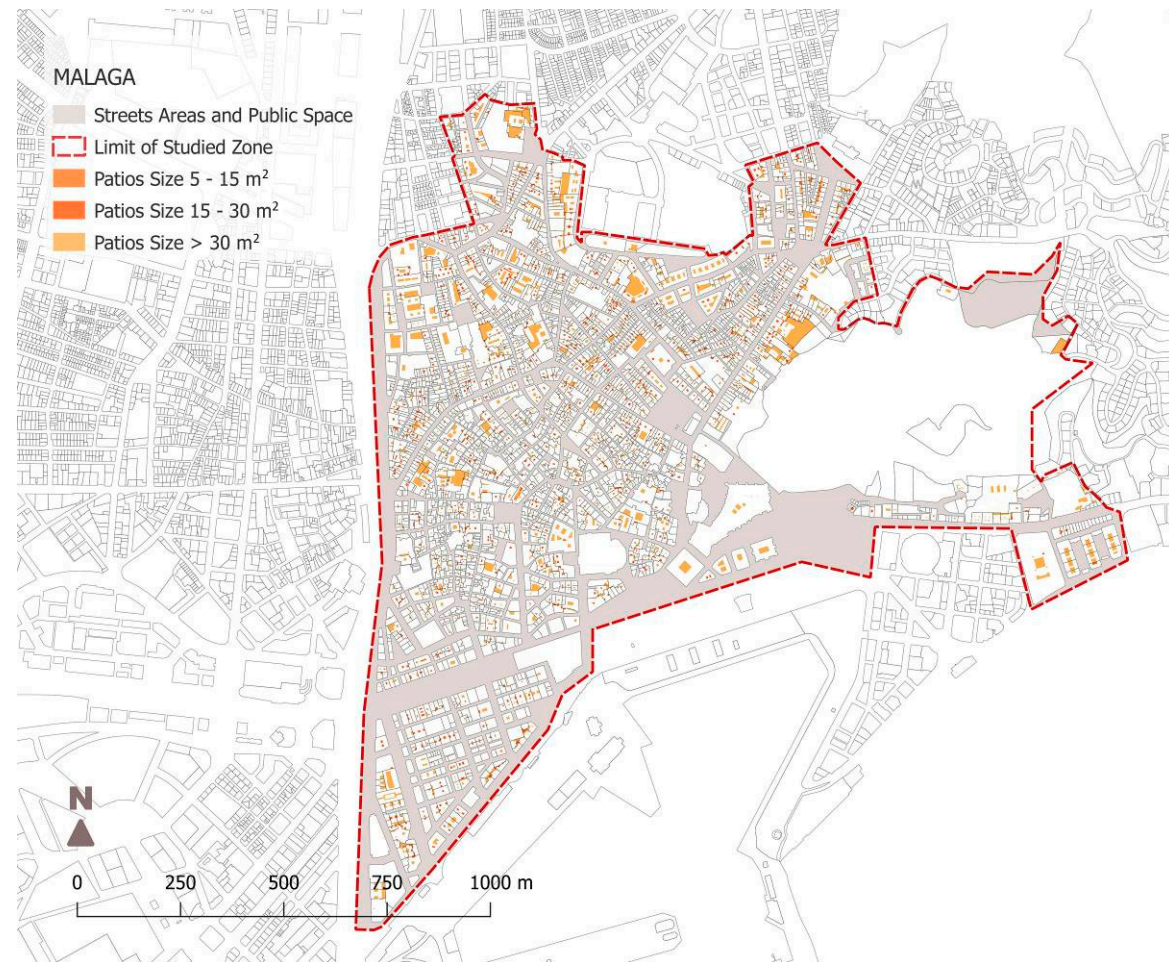 MALAGA
Streets Areas and Public Space
Limit of Studied Zone
Patios Size 5 - 15 m²
Patios Size 15 - 30 m²
Patios Size > 30 m²
N
0 250 500 750 1000 m